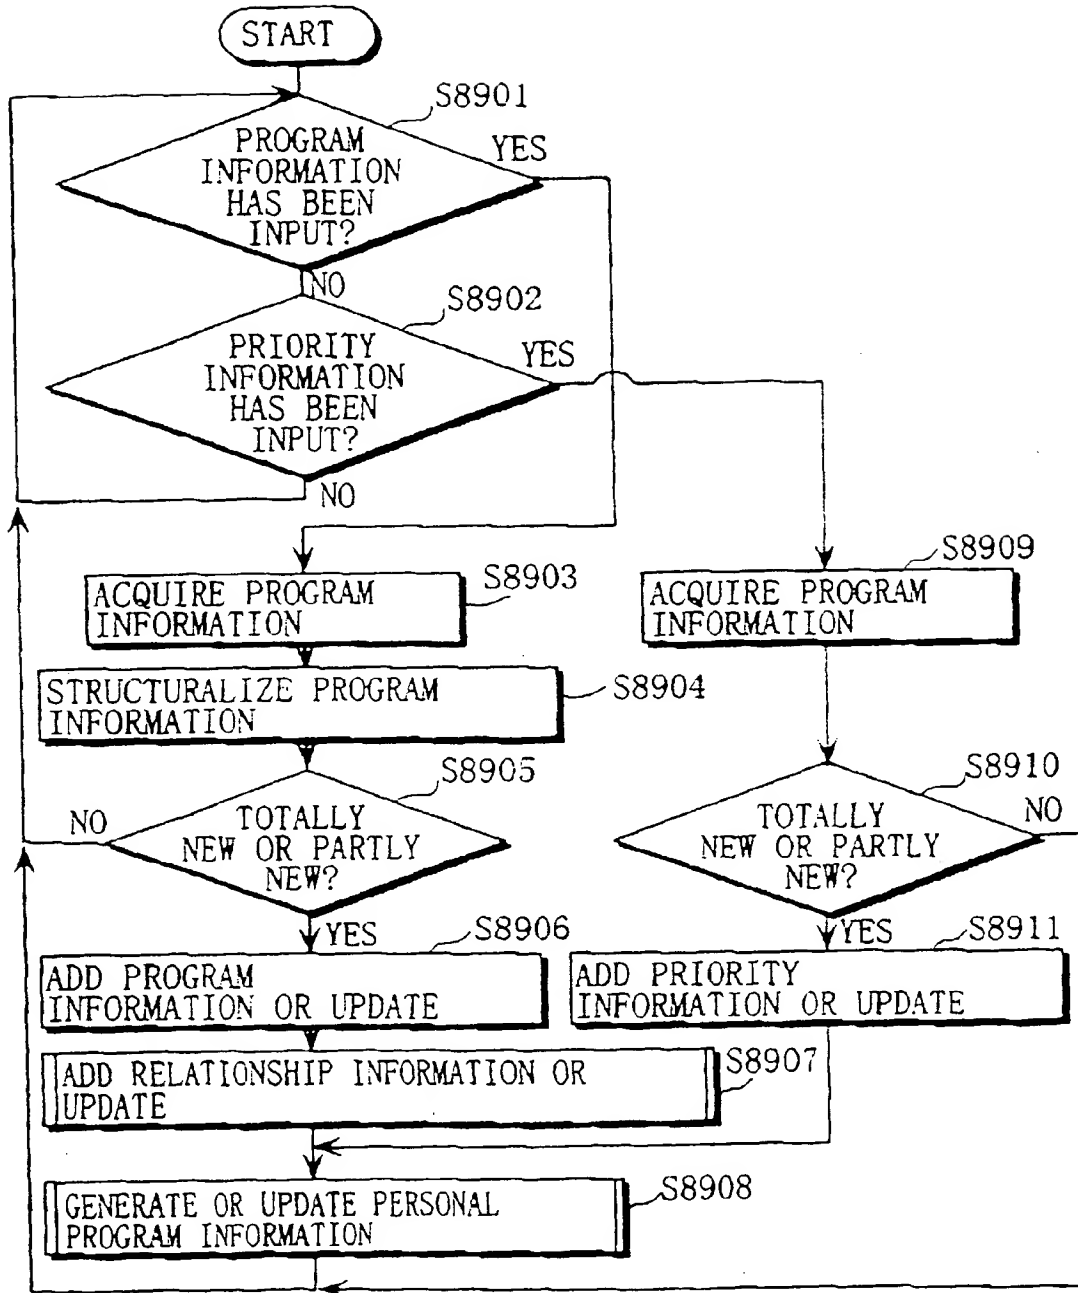 START
S8901
PROGRAM
INFORMATION
HAS BEEN
INPUT?
YES
NO
S8902
PRIORITY
INFORMATION
HAS BEEN
INPUT?
YES
NO
S8903
ACQUIRE PROGRAM
INFORMATION
S8909
ACQUIRE PROGRAM
INFORMATION
S8904
STRUCTURALIZE PROGRAM
INFORMATION
S8905
TOTALLY
NEW OR PARTLY
NEW?
NO
YES
S8910
TOTALLY
NEW OR PARTLY
NEW?
NO
YES
S8906
ADD PROGRAM
INFORMATION OR UPDATE
S8911
ADD PRIORITY
INFORMATION OR UPDATE
S8907
ADD RELATIONSHIP INFORMATION OR
UPDATE
S8908
GENERATE OR UPDATE PERSONAL
PROGRAM INFORMATION